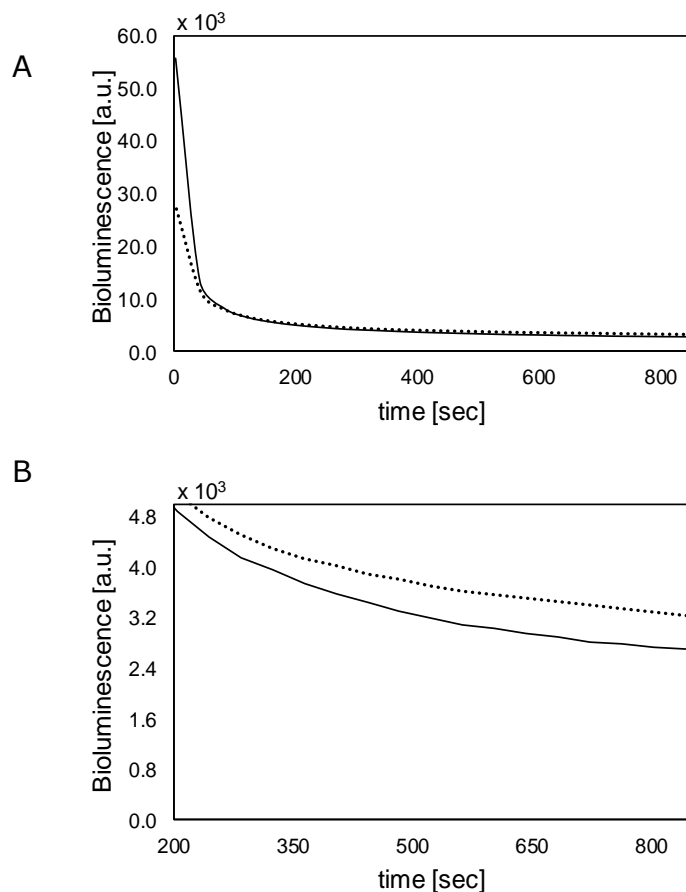 A
x 10³
Bioluminescence [a.u.]
60.0
50.0
40.0
30.0
20.0
10.0
0.0
0 200 400 600 800
time [sec]
B
x 10³
Bioluminescence [a.u.]
4.8
4.0
3.2
2.4
1.6
0.8
0.0
200 350 500 650 800
time [sec]